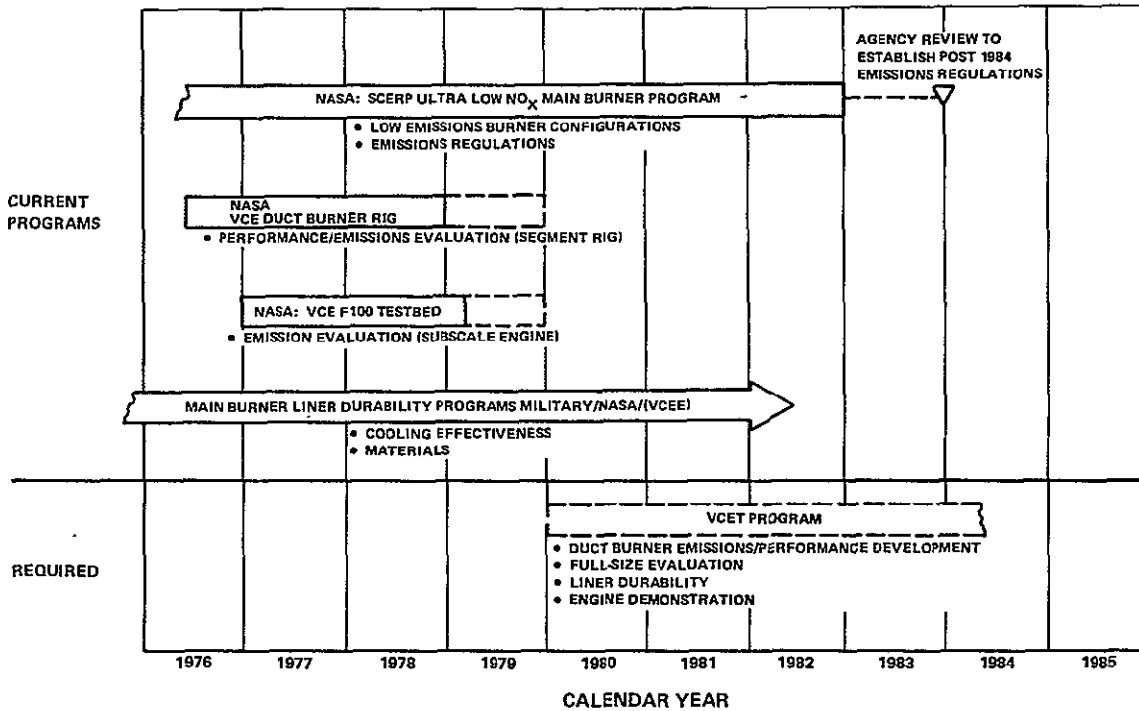 AGENCY REVIEW TO
ESTABLISH POST 1984
EMISSIONS REGULATIONS
NASA: SCERP ULTRA LOW NOX MAIN BURNER PROGRAM
• LOW EMISSIONS BURNER CONFIGURATIONS
• EMISSIONS REGULATIONS
CURRENT
PROGRAMS
NASA
VCE DUCT BURNER RIG
• PERFORMANCE/EMISSIONS EVALUATION (SEGMENT RIG)
NASA: VCE F100 TESTBED
• EMISSION EVALUATION (SUBSCALE ENGINE)
MAIN BURNER LINER DURABILITY PROGRAMS MILITARY/NASA/(VCEE)
• COOLING EFFECTIVENESS
• MATERIALS
REQUIRED
VCET PROGRAM
• DUCT BURNER EMISSIONS/PERFORMANCE DEVELOPMENT
• FULL-SIZE EVALUATION
• LINER DURABILITY
• ENGINE DEMONSTRATION
1976 1977 1978 1979 1980 1981 1982 1983 1984 1985
CALENDAR YEAR